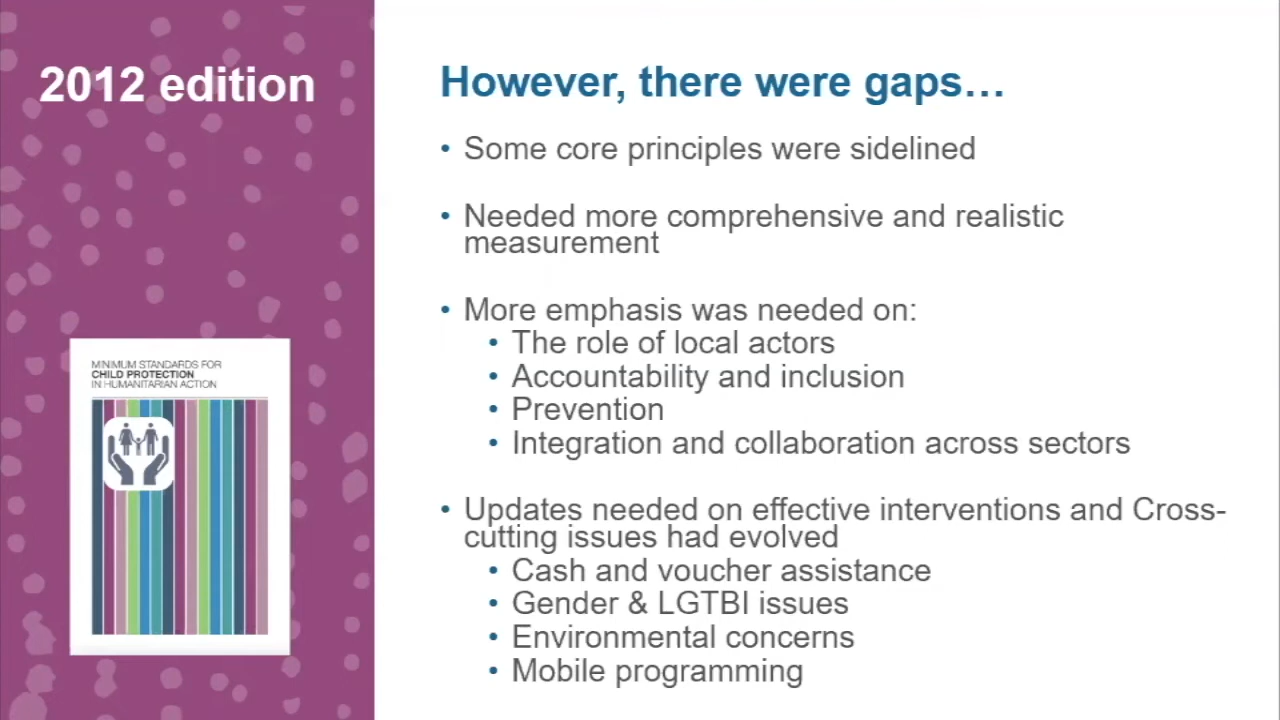 2012 edition
MINIMUM STANDARDS FOR
CHILD PROTECTION
IN HUMANITARIAN ACTION
However, there were gaps…
• Some core principles were sidelined
• Needed more comprehensive and realistic
measurement
• More emphasis was needed on:
• The role of local actors
• Accountability and inclusion
• Prevention
• Integration and collaboration across sectors
• Updates needed on effective interventions and Cross-
cutting issues had evolved
• Cash and voucher assistance
• Gender & LGTBI issues
• Environmental concerns
• Mobile programming